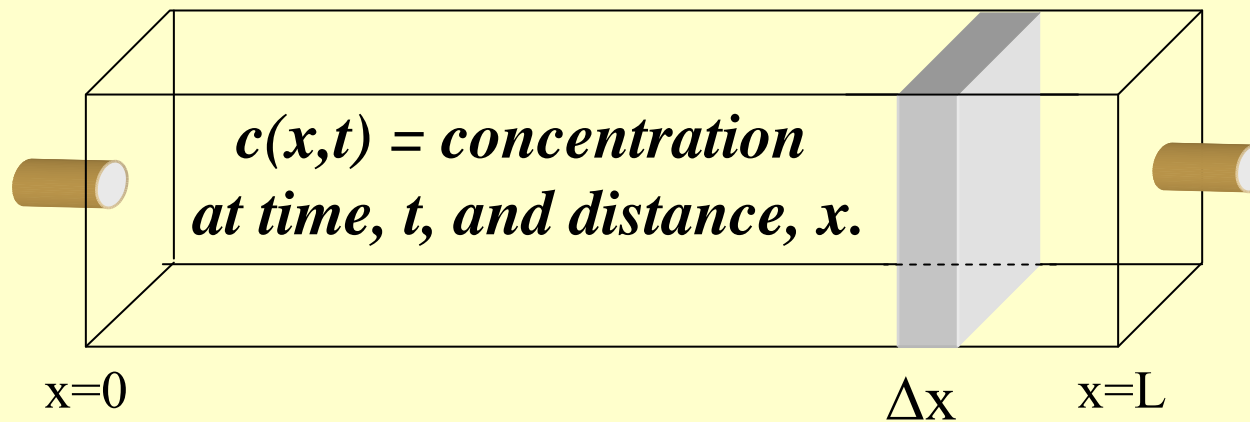 c(x,t) = concentration
at time, t, and distance, x.
x=0
Δx
x=L